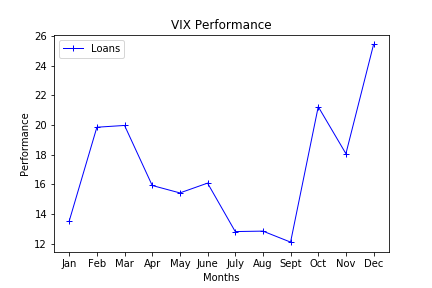 VIX Performance
Loans
26
24
22
20
18
16
14
12
Performance
Jan Feb Mar Apr May June July Aug Sept Oct Nov Dec
Months